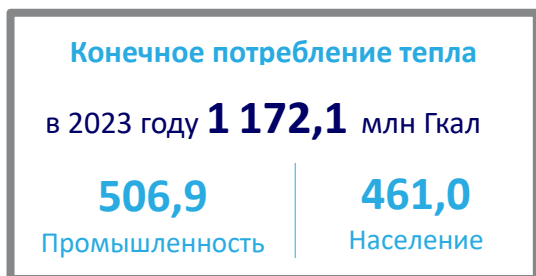 Конечное потребление тепла
в 2023 году 1 172,1 млн Гкал
506,9
Промышленность
461,0
Население